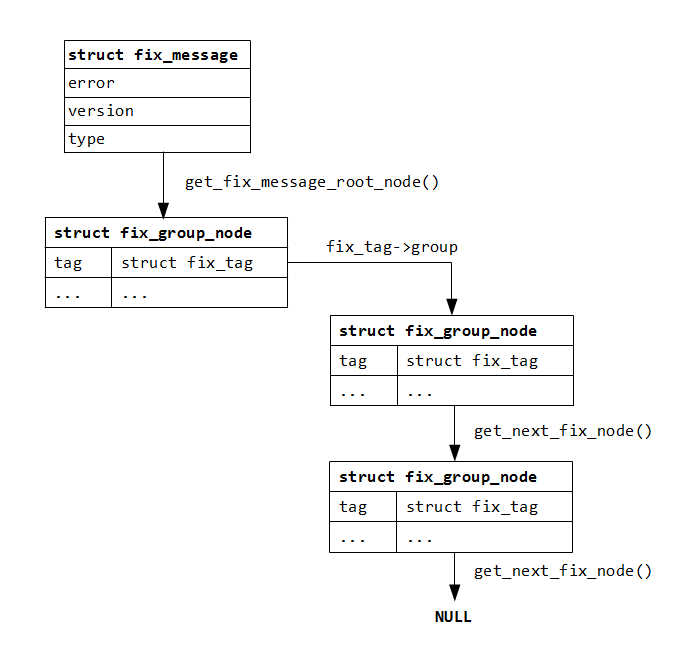 struct fix_message
error
version
type
get_fix_message_root_node()
struct fix_group_node
tag struct fix_tag
... ...
fix_tag->group
struct fix_group_node
tag struct fix_tag
... ...
get_next_fix_node()
struct fix_group_node
tag struct fix_tag
... ...
get_next_fix_node()
NULL